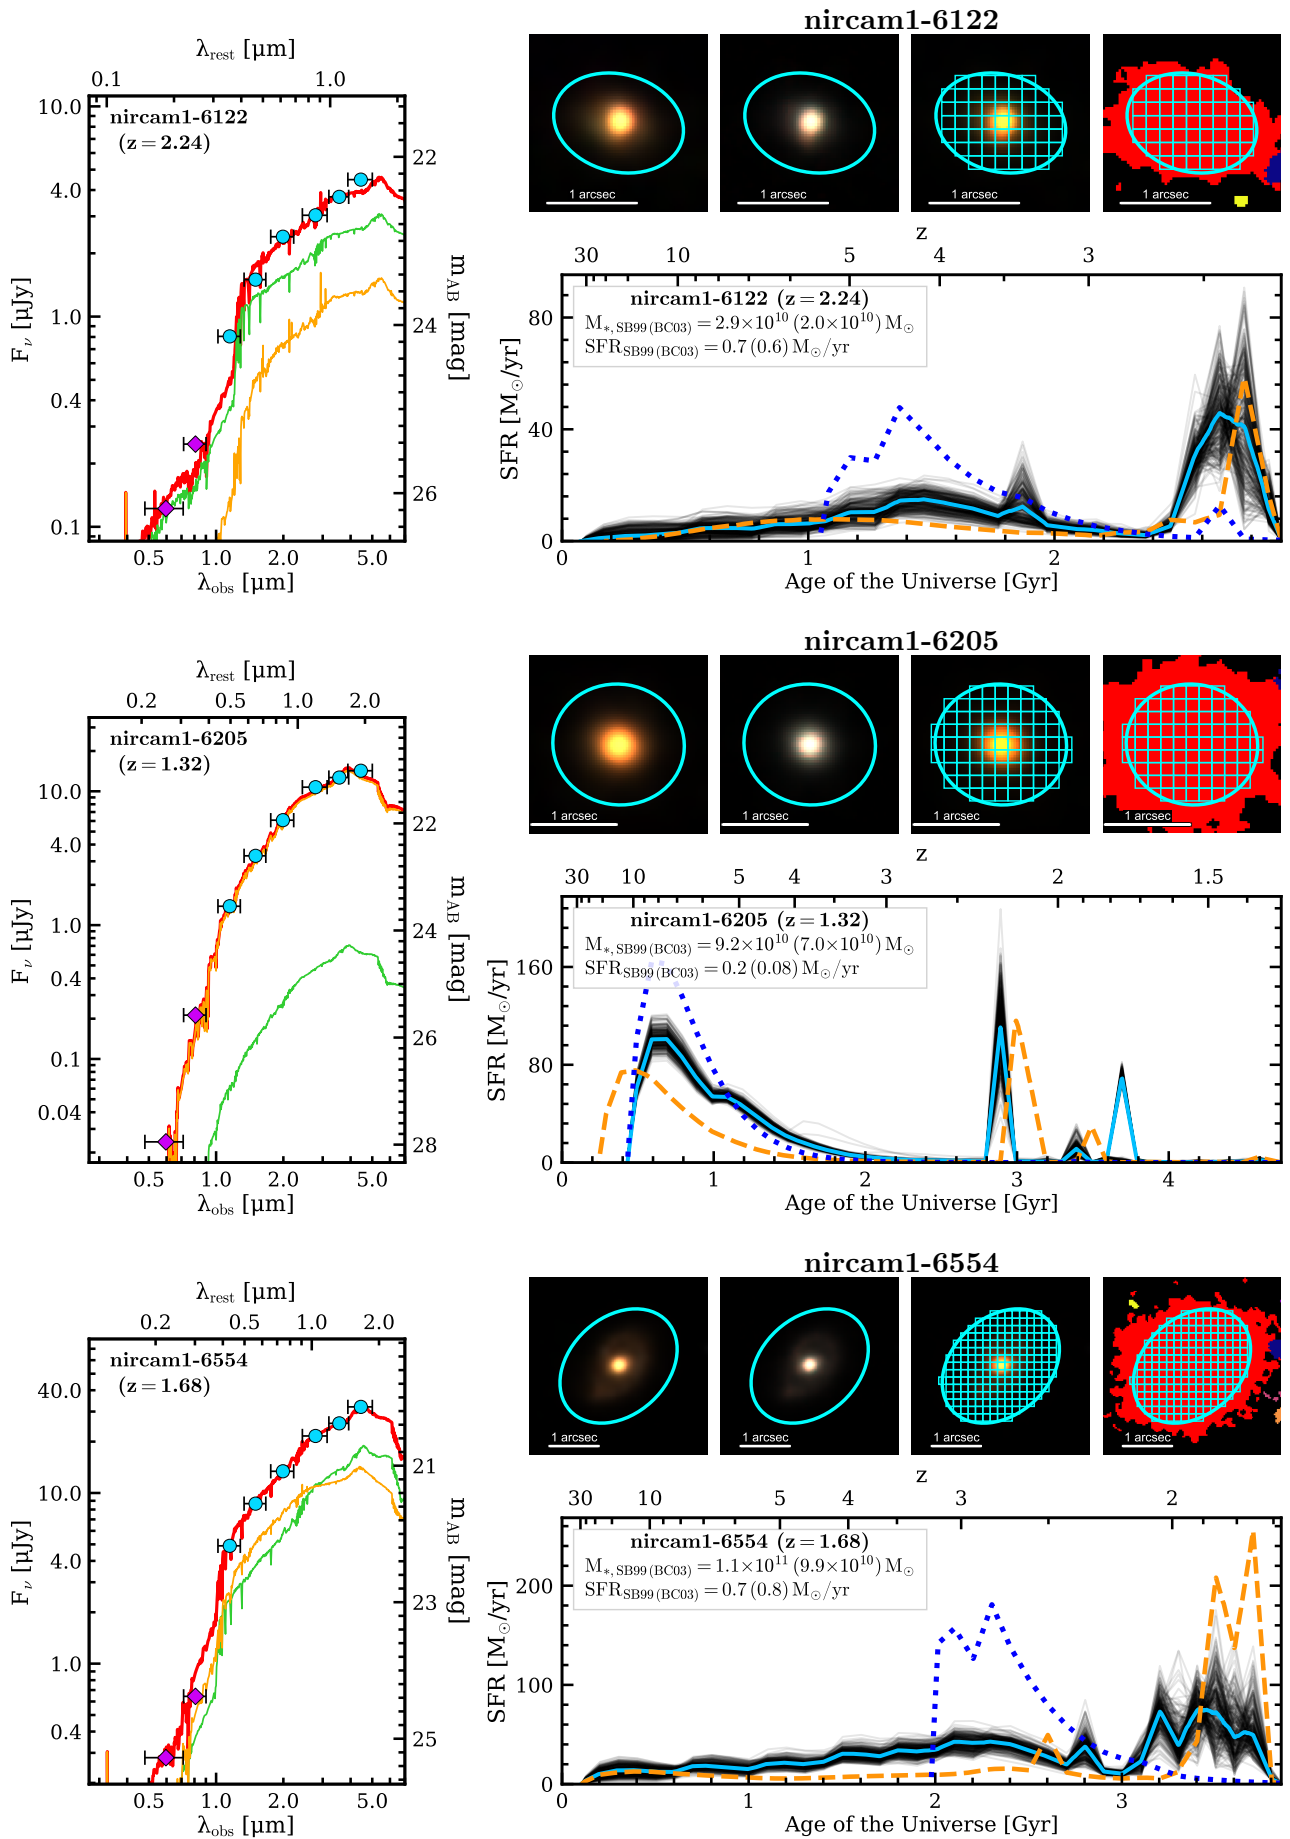 nircam1-6122
λrest [μm]
0.1 1.0
nircam1-6122
(z = 2.24)
10.0
4.0
1.0
0.4
0.1
Fν [μJy]
22
24
26
mAB [mag]
0.5 1.0 2.0 5.0
λobs [μm]
1 arcsec
1 arcsec
1 arcsec
1 arcsec
z
30 10 5 4 3
nircam1-6122 (z = 2.24)
M*, SB99 (BC03) = 2.9×10^10 (2.0×10^10) M⊙
SFRSB99 (BC03) = 0.7 (0.6) M⊙/yr
80
40
0
SFR [M⊙/yr]
0 1 2
Age of the Universe [Gyr]
nircam1-6205
λrest [μm]
0.2 0.5 1.0 2.0
nircam1-6205
(z = 1.32)
10.0
4.0
1.0
0.4
0.1
0.04
Fν [μJy]
22
24
26
28
mAB [mag]
0.5 1.0 2.0 5.0
λobs [μm]
1 arcsec
1 arcsec
1 arcsec
1 arcsec
z
30 10 5 4 3 2 1.5
nircam1-6205 (z = 1.32)
M*, SB99 (BC03) = 9.2×10^10 (7.0×10^10) M⊙
SFRSB99 (BC03) = 0.2 (0.08) M⊙/yr
160
80
0
SFR [M⊙/yr]
0 1 2 3 4
Age of the Universe [Gyr]
nircam1-6554
λrest [μm]
0.2 0.5 1.0 2.0
nircam1-6554
(z = 1.68)
40.0
10.0
4.0
1.0
0.4
Fν [μJy]
21
23
25
mAB [mag]
0.5 1.0 2.0 5.0
λobs [μm]
1 arcsec
1 arcsec
1 arcsec
1 arcsec
z
30 10 5 4 3 2
nircam1-6554 (z = 1.68)
M*, SB99 (BC03) = 1.1×10^11 (9.9×10^10) M⊙
SFRSB99 (BC03) = 0.7 (0.8) M⊙/yr
200
100
0
SFR [M⊙/yr]
0 1 2 3
Age of the Universe [Gyr]